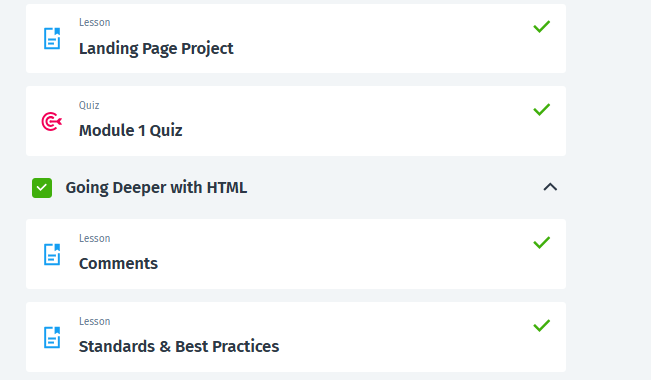 Lesson
Landing Page Project
Quiz
Module 1 Quiz
Going Deeper with HTML
Lesson
Comments
Lesson
Standards & Best Practices